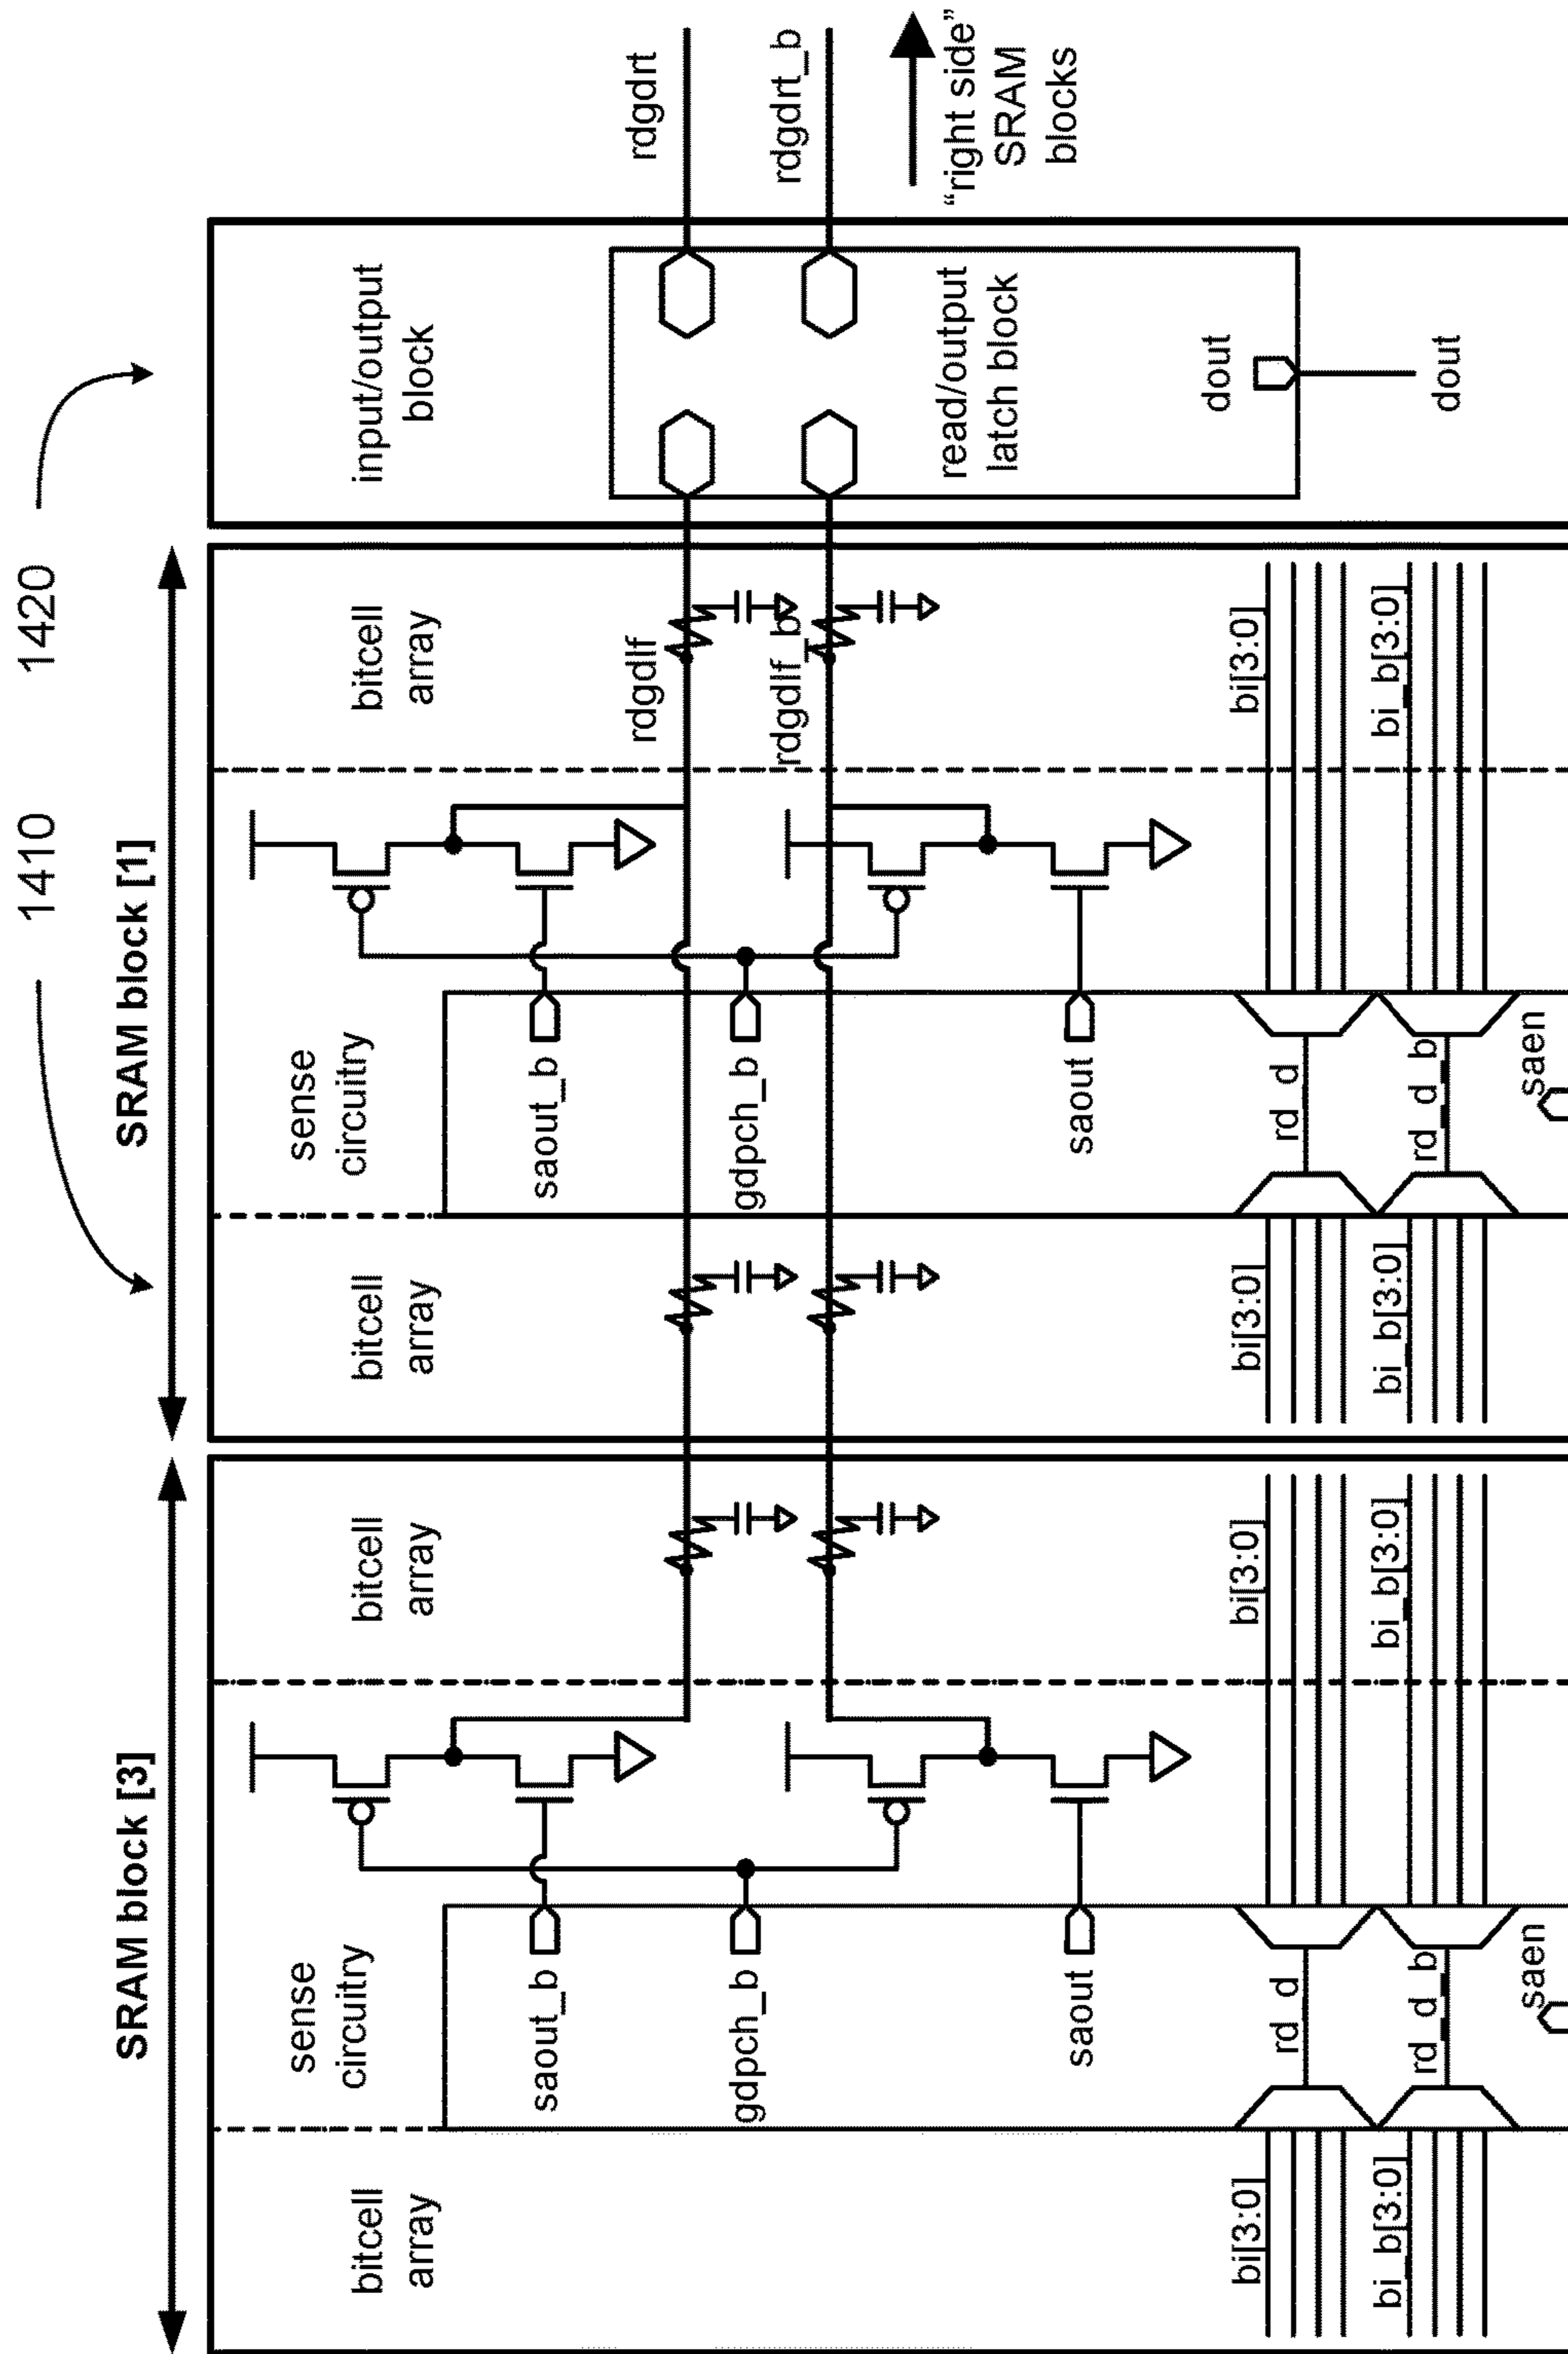 1410
1420
SRAM block [3]
SRAM block [1]
bitcell
array
sense
circuitry
bitcell
array
bitcell
array
sense
circuitry
bitcell
array
input/output
block
saout_b
gdpch_b
saout
saout_b
gdpch_b
saout
rdgdlf
rdgdlf_b
rdgdrt
rdgdrt_b
"right side"
SRAM
blocks
read/output
latch block
dout
dout
bi[3:0]
bi_b[3:0]
rd_d
rd_d_b
saen
bi[3:0]
bi_b[3:0]
bi[3:0]
bi_b[3:0]
rd_d
rd_d_b
saen
bi[3:0]
bi_b[3:0]